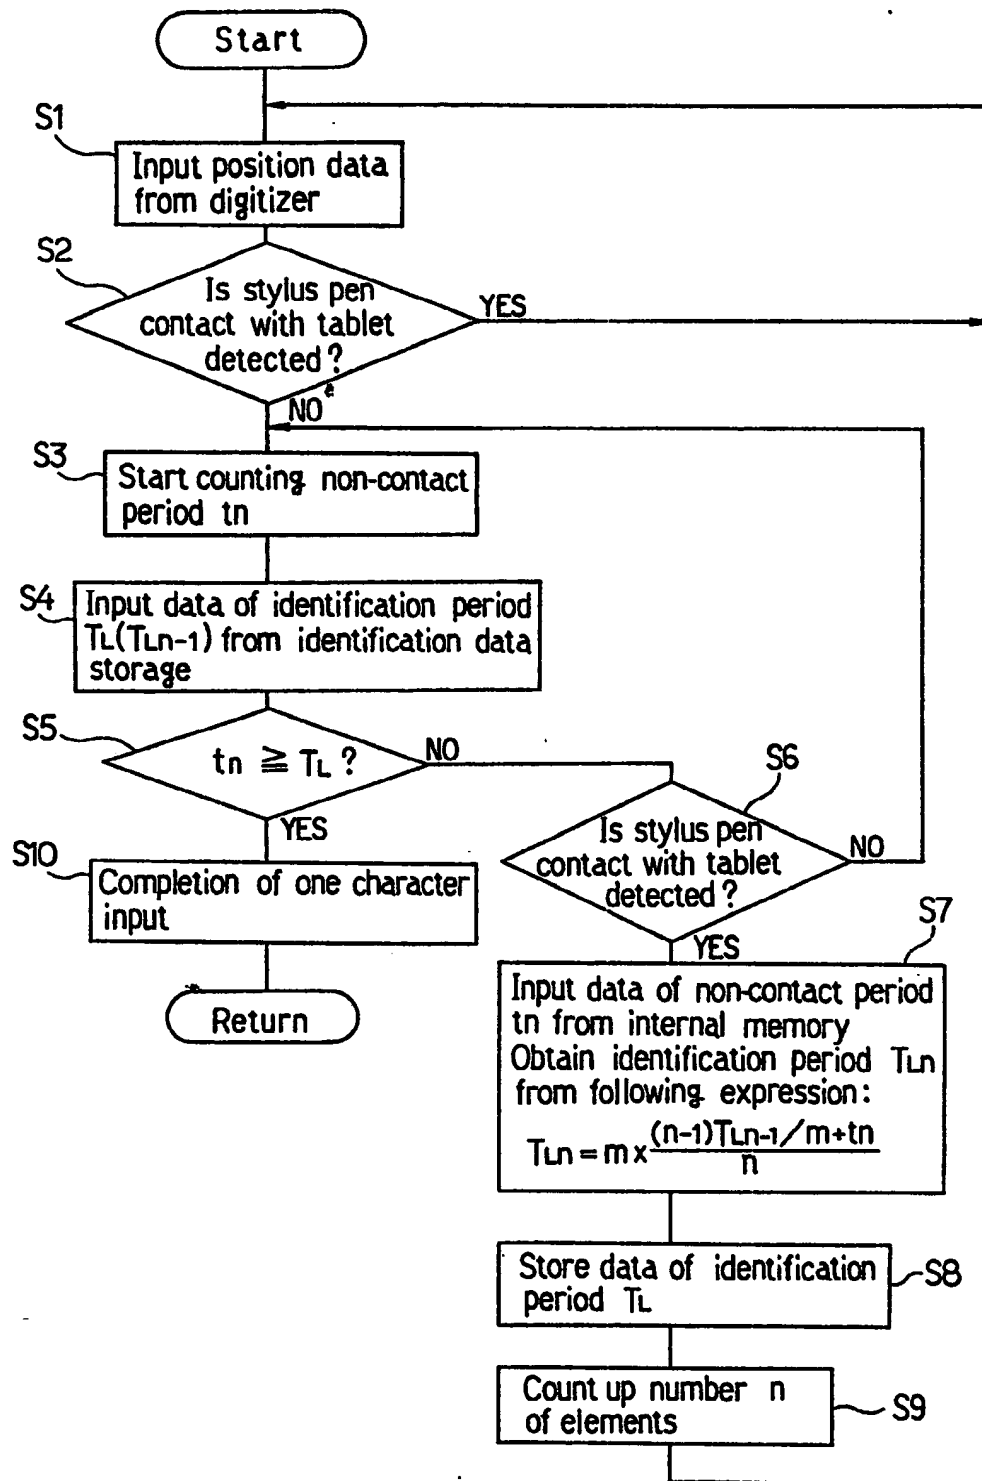 Start
S1
Input position data
from digitizer
S2
Is stylus pen
contact with tablet
detected?
YES
NO
S3
Start counting non-contact
period tn
S4
Input data of identification period
TL(TLn-1) from identification data
storage
S5
tn ≧ TL ?
NO
YES
S6
Is stylus pen
contact with tablet
detected?
NO
YES
S10
Completion of one character
input
Return
S7
Input data of non-contact period
tn from internal memory
Obtain identification period TLn
from following expression:
TLn = m x (n-1)TLn-1/m+tn
n
Store data of identification
period TL
S8
Count up number n
of elements
S9